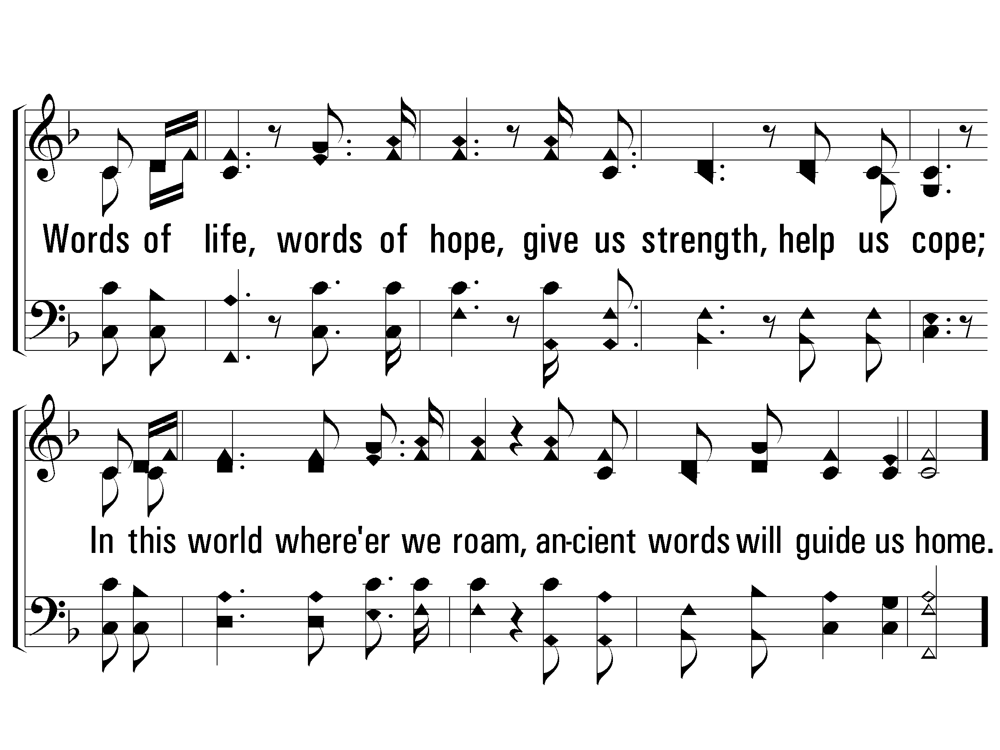 Words of life, words of hope, give us strength, help us cope;
In this world where'er we roam, an-cient words will guide us home.